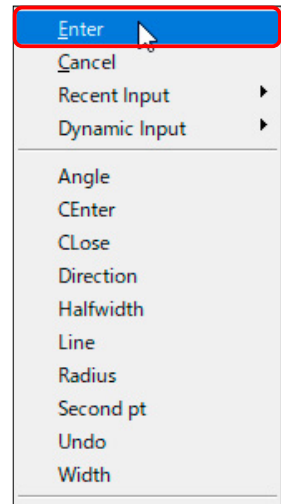 Enter
Cancel
Recent Input
Dynamic Input
Angle
CEnter
CLose
Direction
Halfwidth
Line
Radius
Second pt
Undo
Width